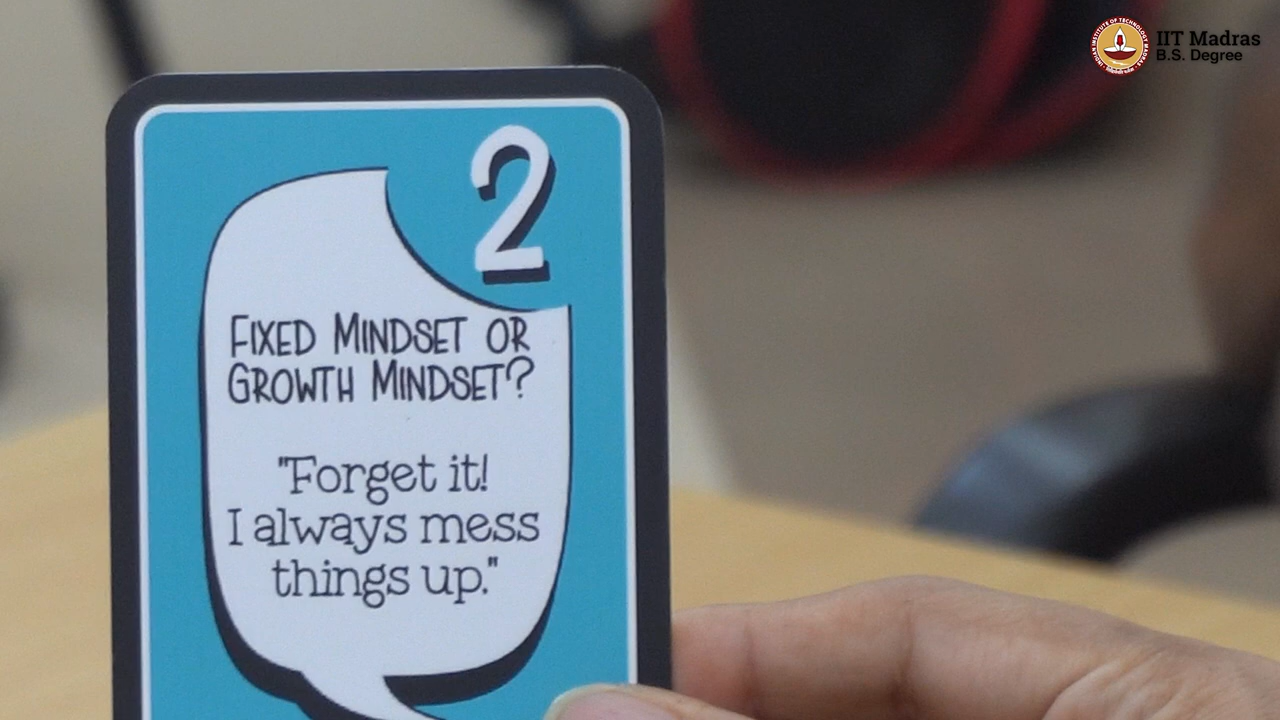 IIT Madras
B.S. Degree
2
FIXED MINDSET OR
GROWTH MINDSET?
"Forget it!
I always mess
things up."